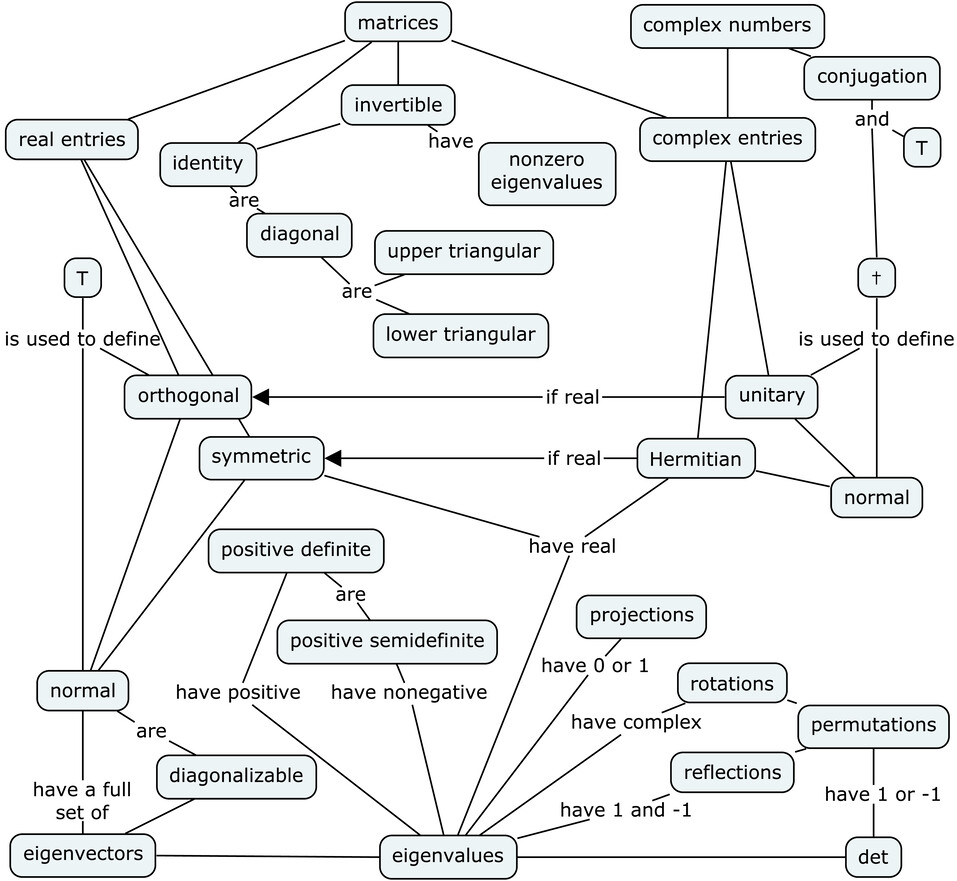 matrices
complex numbers
conjugation
and
T
invertible
real entries
complex entries
identity
have
nonzero
eigenvalues
are
diagonal
upper triangular
are
lower triangular
T
†
is used to define
is used to define
orthogonal
if real
unitary
symmetric
if real
Hermitian
normal
have real
positive definite
are
projections
positive semidefinite
have 0 or 1
normal
have positive
have nonegative
rotations
have complex
permutations
are
diagonalizable
reflections
have a full
set of
have 1 and -1
have 1 or -1
eigenvectors
eigenvalues
det